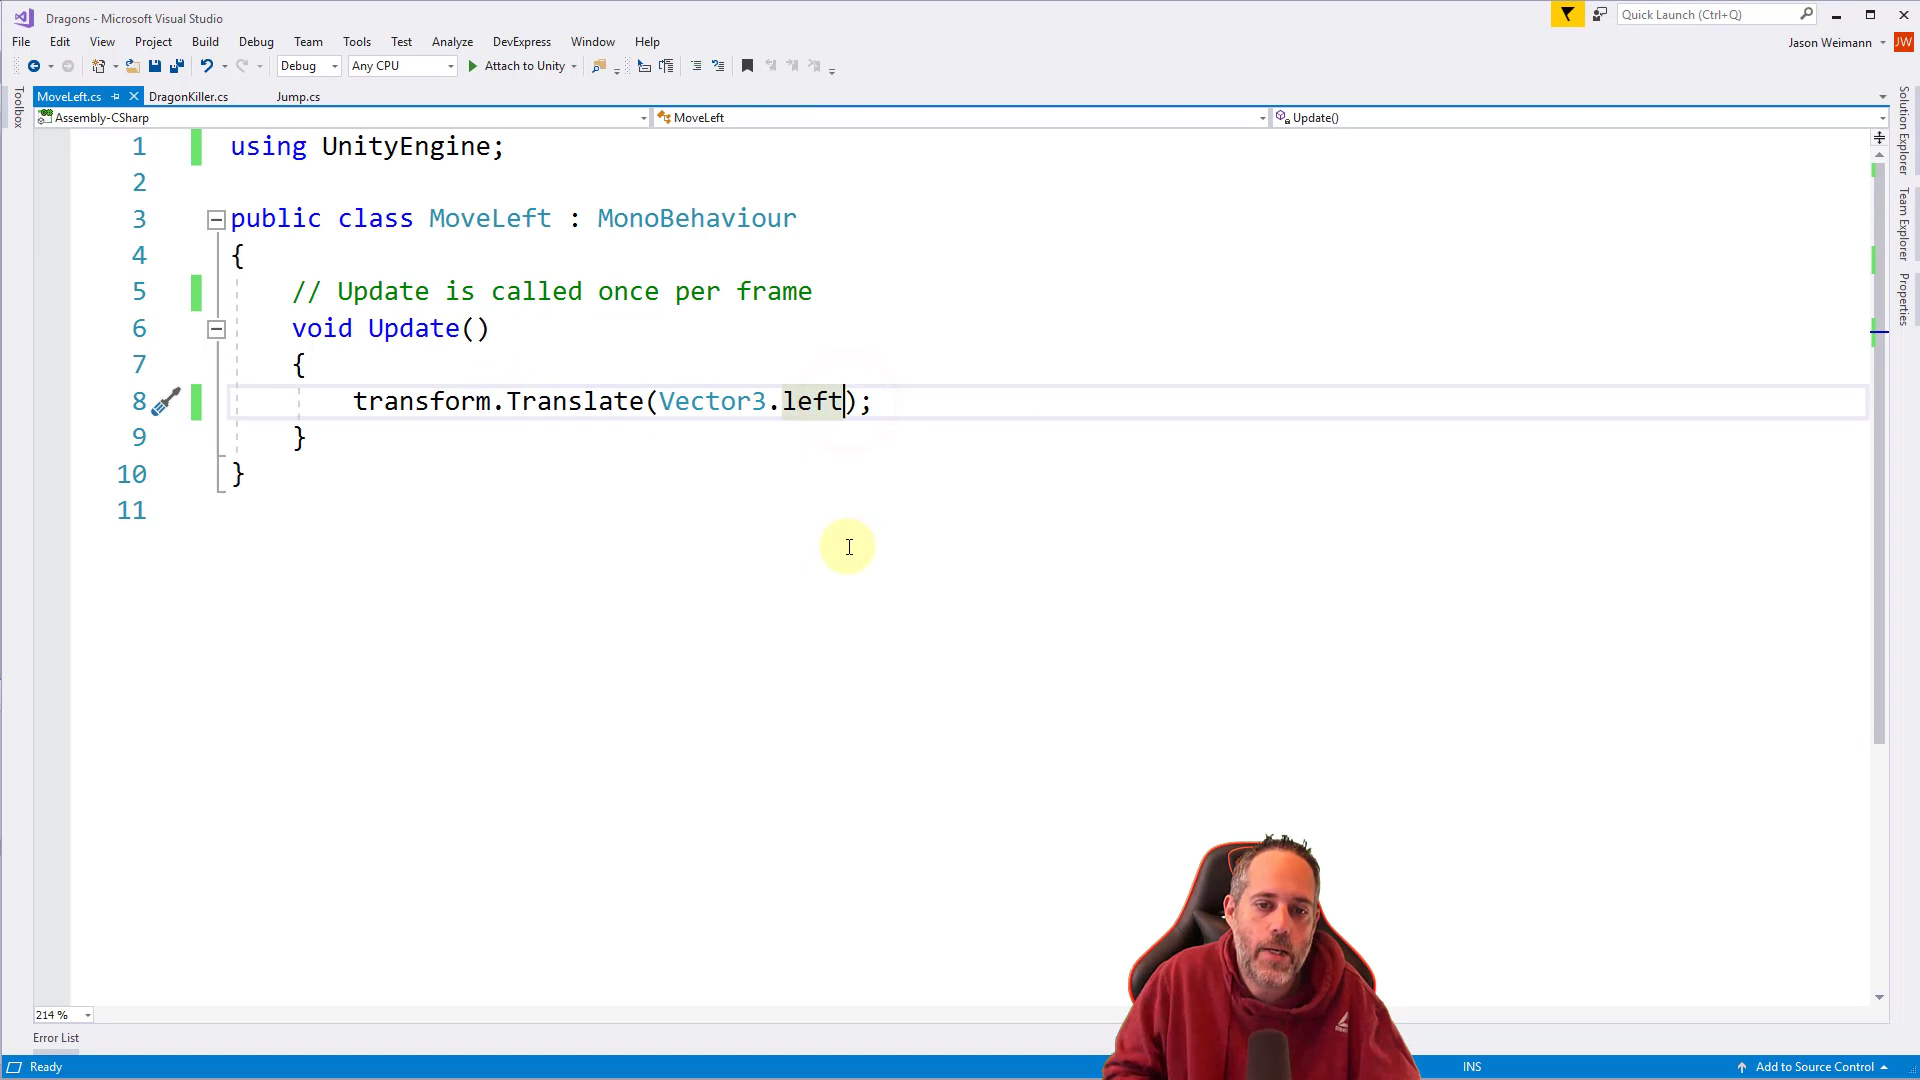 Dragons - Microsoft Visual Studio
Quick Launch (Ctrl+Q)
File Edit View Project Build Debug Team Tools Test Analyze DevExpress Window Help
Jason Weimann JW
Debug Any CPU Attach to Unity
MoveLeft.cs DragonKiller.cs Jump.cs
Assembly-CSharp MoveLeft Update()
Toolbox
Solution Explorer
Team Explorer
Properties
1 using UnityEngine;
2
3 public class MoveLeft : MonoBehaviour
4 {
5 // Update is called once per frame
6 void Update()
7 {
8 transform.Translate(Vector3.left);
9 }
10 }
11
214 %
Error List
Ready INS Add to Source Control